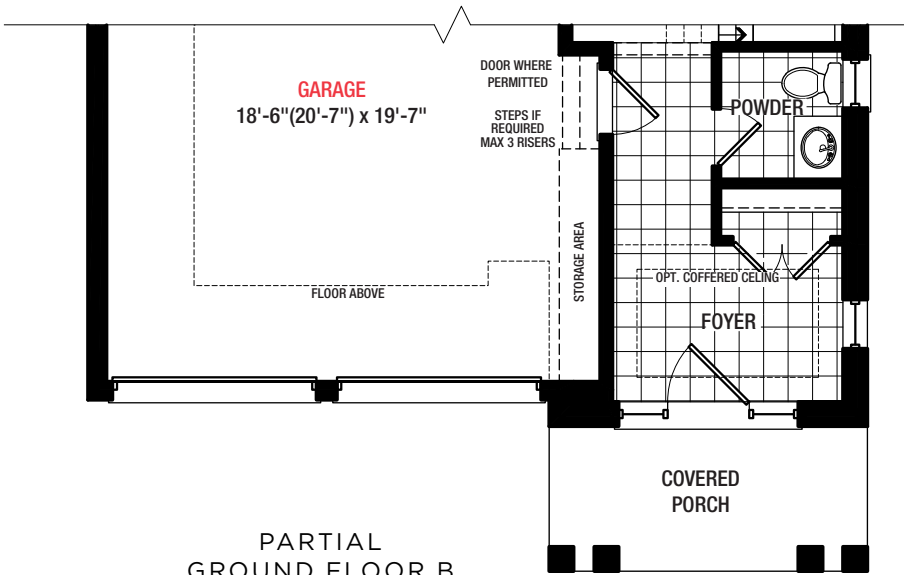 GARAGE
18'-6"(20'-7") x 19'-7"
DOOR WHERE
PERMITTED
STEPS IF
REQUIRED
MAX 3 RISERS
POWDER
STORAGE AREA
FLOOR ABOVE
OPT. COFFERED CELING
FOYER
COVERED
PORCH
PARTIAL
GROUND FLOOR B